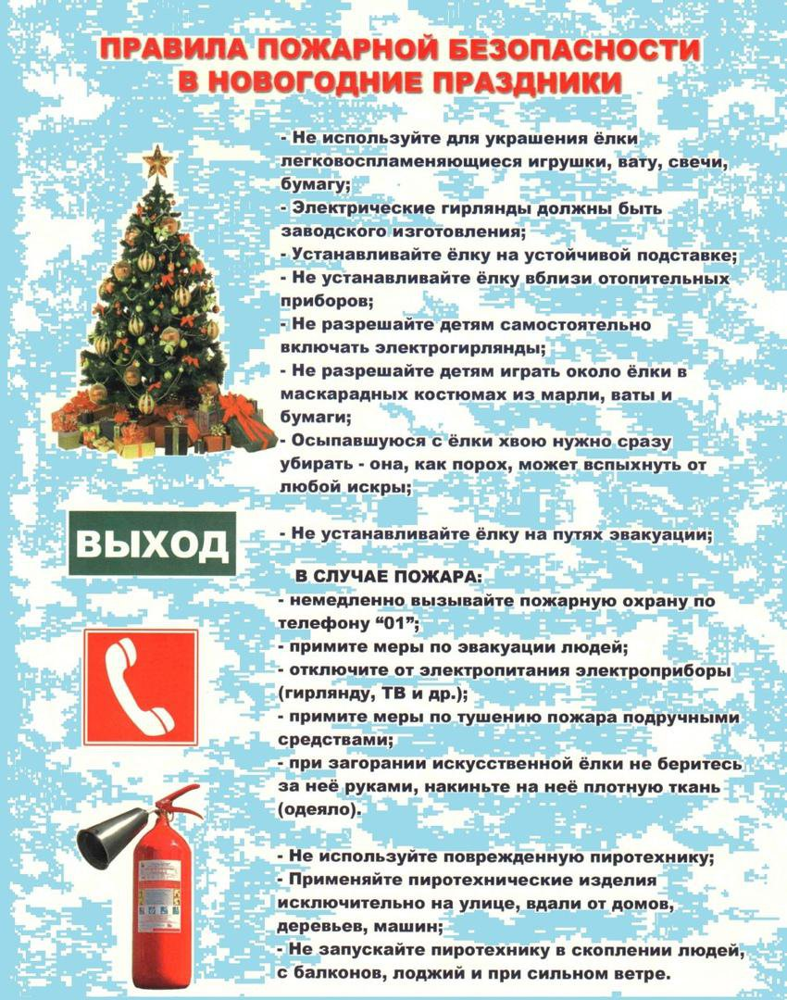 ПРАВИЛА ПОЖАРНОЙ БЕЗОПАСНОСТИ
В НОВОГОДНИЕ ПРАЗДНИКИ
- Не используйте для украшения ёлки
легковоспламеняющиеся игрушки, вату, свечи,
бумагу;
- Электрические гирлянды должны быть
заводского изготовления;
- Устанавливайте ёлку на устойчивой подставке;
- Не устанавливайте ёлку вблизи отопительных
приборов;
- Не разрешайте детям самостоятельно
включать электрогирлянды;
- Не разрешайте детям играть около ёлки в
маскарадных костюмах из марли, ваты и
бумаги;
- Осыпавшуюся с ёлки хвою нужно сразу
убирать - она, как порох, может вспыхнуть от
любой искры;
ВЫХОД
- Не устанавливайте ёлку на путях эвакуации;
В СЛУЧАЕ ПОЖАРА:
- немедленно вызывайте пожарную охрану по
телефону “01”;
- примите меры по эвакуации людей;
- отключите от электропитания электроприборы
(гирлянду, ТВ и др.);
- примите меры по тушению пожара подручными
средствами;
- при загорании искусственной ёлки не беритесь
за неё руками, накиньте на неё плотную ткань
(одеяло).
- Не используйте поврежденную пиротехнику;
- Применяйте пиротехнические изделия
исключительно на улице, вдали от домов,
деревьев, машин;
- Не запускайте пиротехнику в скоплении людей,
с балконов, лоджий и при сильном ветре.